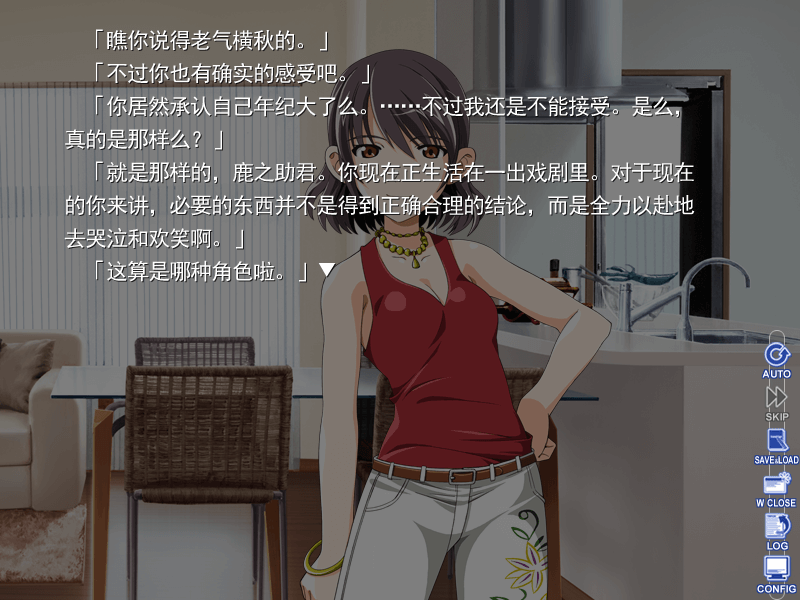 「瞧你说得老气横秋的。」
「不过你也有确实的感受吧。」
「你居然承认自己年纪大了么。……不过我还是不能接受。是么，
真的是那样么？」
「就是那样的，鹿之助君。你现在正生活在一出戏剧里。对于现在
的你来讲，必要的东西并不是得到正确合理的结论，而是全力以赴地
去哭泣和欢笑啊。」
「这算是哪种角色啦。」▼
AUTO
SKIP
SAVE&LOAD
W CLOSE
LOG
CONFIG